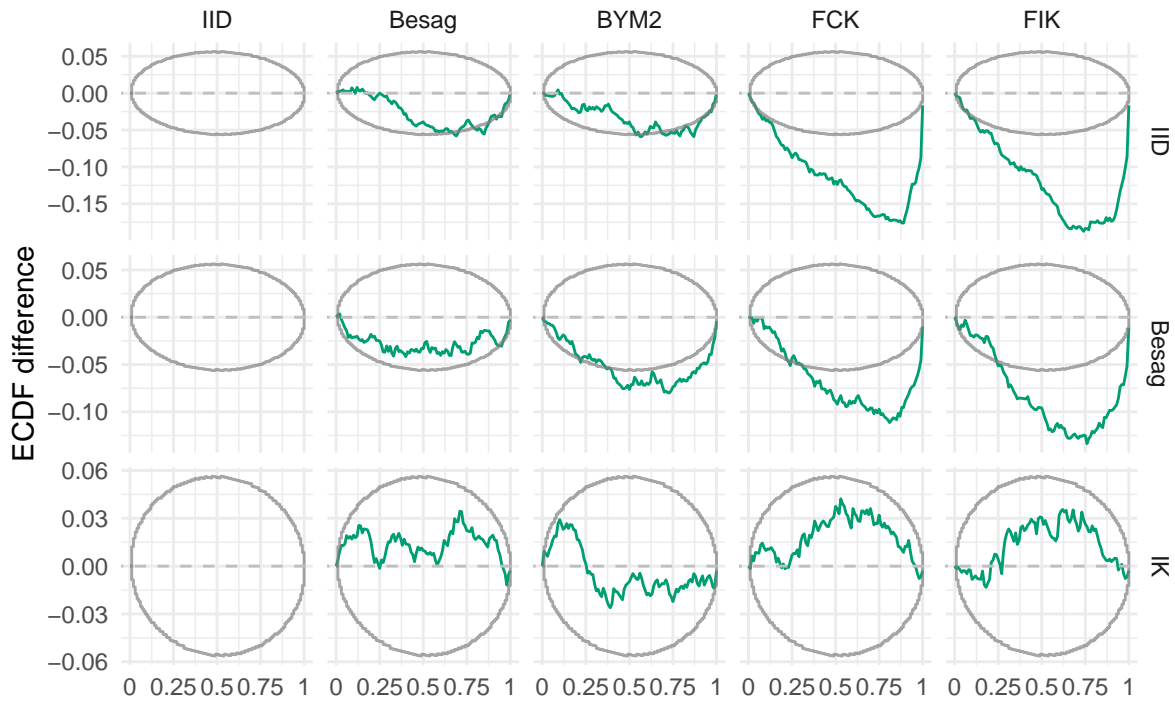 IID Besag BYM2 FCK FIK
0.05
0.00
−0.05
−0.10
−0.15
IID
0.05
0.00
−0.05
−0.10
Besag
0.06
0.03
0.00
−0.03
−0.06
IK
ECDF difference
0 0.25 0.5 0.75 1 0 0.25 0.5 0.75 1 0 0.25 0.5 0.75 1 0 0.25 0.5 0.75 1 0 0.25 0.5 0.75 1